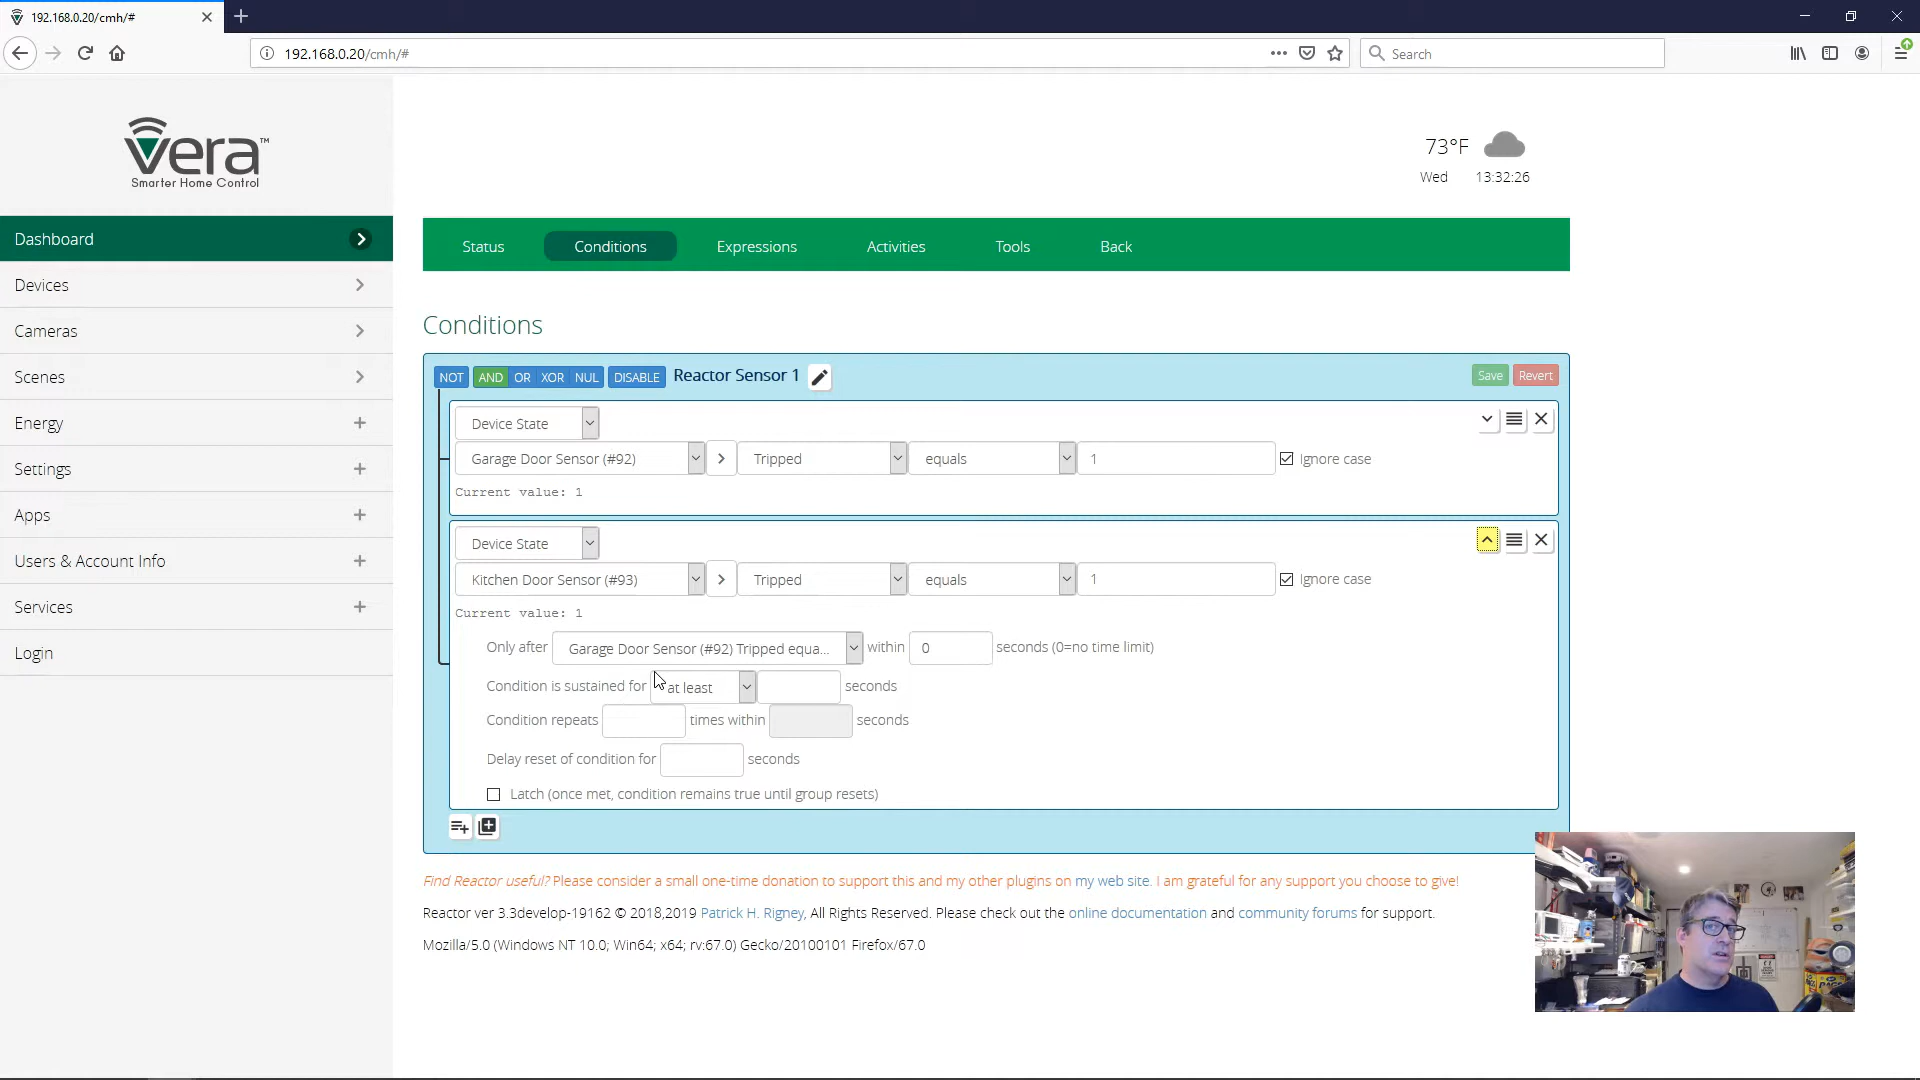 192.168.0.20/cmh/#
192.168.0.20/cmh/#
Search
vera™
Smarter Home Control
73°F
Wed 13:32:26
Dashboard
Devices
Cameras
Scenes
Energy
Settings
Apps
Users & Account Info
Services
Login
Status Conditions Expressions Activities Tools Back
Conditions
NOT AND OR XOR NUL DISABLE Reactor Sensor 1 Save Revert
Device State
Garage Door Sensor (#92) > Tripped equals 1 Ignore case
Current value: 1
Device State
Kitchen Door Sensor (#93) > Tripped equals 1 Ignore case
Current value: 1
Only after Garage Door Sensor (#92) Tripped equa... within 0 seconds (0=no time limit)
Condition is sustained for at least seconds
Condition repeats times within seconds
Delay reset of condition for seconds
Latch (once met, condition remains true until group resets)
Find Reactor useful? Please consider a small one-time donation to support this and my other plugins on my web site. I am grateful for any support you choose to give!
Reactor ver 3.3develop-19162 © 2018,2019 Patrick H. Rigney, All Rights Reserved. Please check out the online documentation and community forums for support.
Mozilla/5.0 (Windows NT 10.0; Win64; x64; rv:67.0) Gecko/20100101 Firefox/67.0